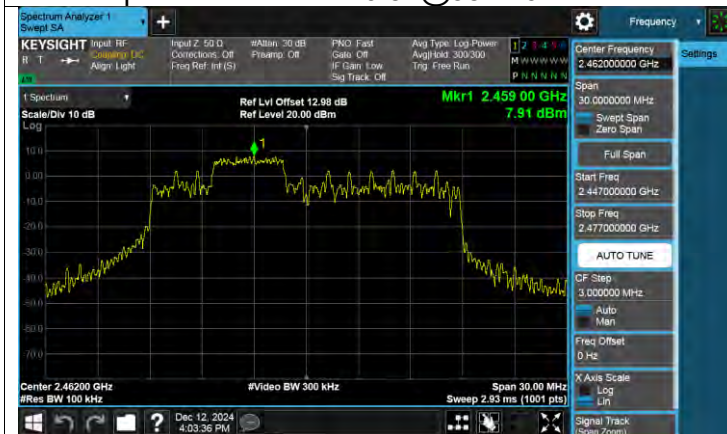 Spectrum Analyzer 1
Swept SA
+
Frequency
KEYSIGHT Input: RF
R T Coupling: DC
Align: Light
Input Z: 50 Ω
Corrections: Off
Freq Ref: Int (S)
#Atten: 30 dB
Preamp: Off
PNO: Fast
Gate: Off
IF Gain: Low
Sig Track: Off
Avg Type: Log-Power
Avg|Hold: 300/300
Trig: Free Run
1 2 3 4 5 6
M W W W W W
P N N N N N
Center Frequency
2.462000000 GHz
Settings
Span
30.0000000 MHz
Swept Span
Zero Span
Full Span
Start Freq
2.447000000 GHz
Stop Freq
2.477000000 GHz
AUTO TUNE
CF Step
3.000000 MHz
Auto
Man
Freq Offset
0 Hz
X Axis Scale
Log
Lin
Signal Track
(Span Zoom)
1 Spectrum
Scale/Div 10 dB
Log
Ref Lvl Offset 12.98 dB
Ref Level 20.00 dBm
Mkr1 2.459 00 GHz
7.91 dBm
1
10.0
0.00
-10.0
-20.0
-30.0
-40.0
-50.0
-60.0
-70.0
Center 2.46200 GHz
#Res BW 100 kHz
#Video BW 300 kHz
Span 30.00 MHz
Sweep 2.93 ms (1001 pts)
?
Dec 12, 2024
4:03:36 PM